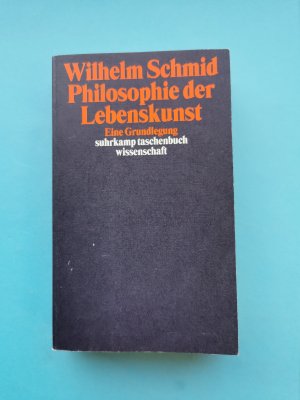 Wilhelm Schmid
Philosophie der
Lebenskunst
Eine Grundlegung
suhrkamp taschenbuch
wissenschaft